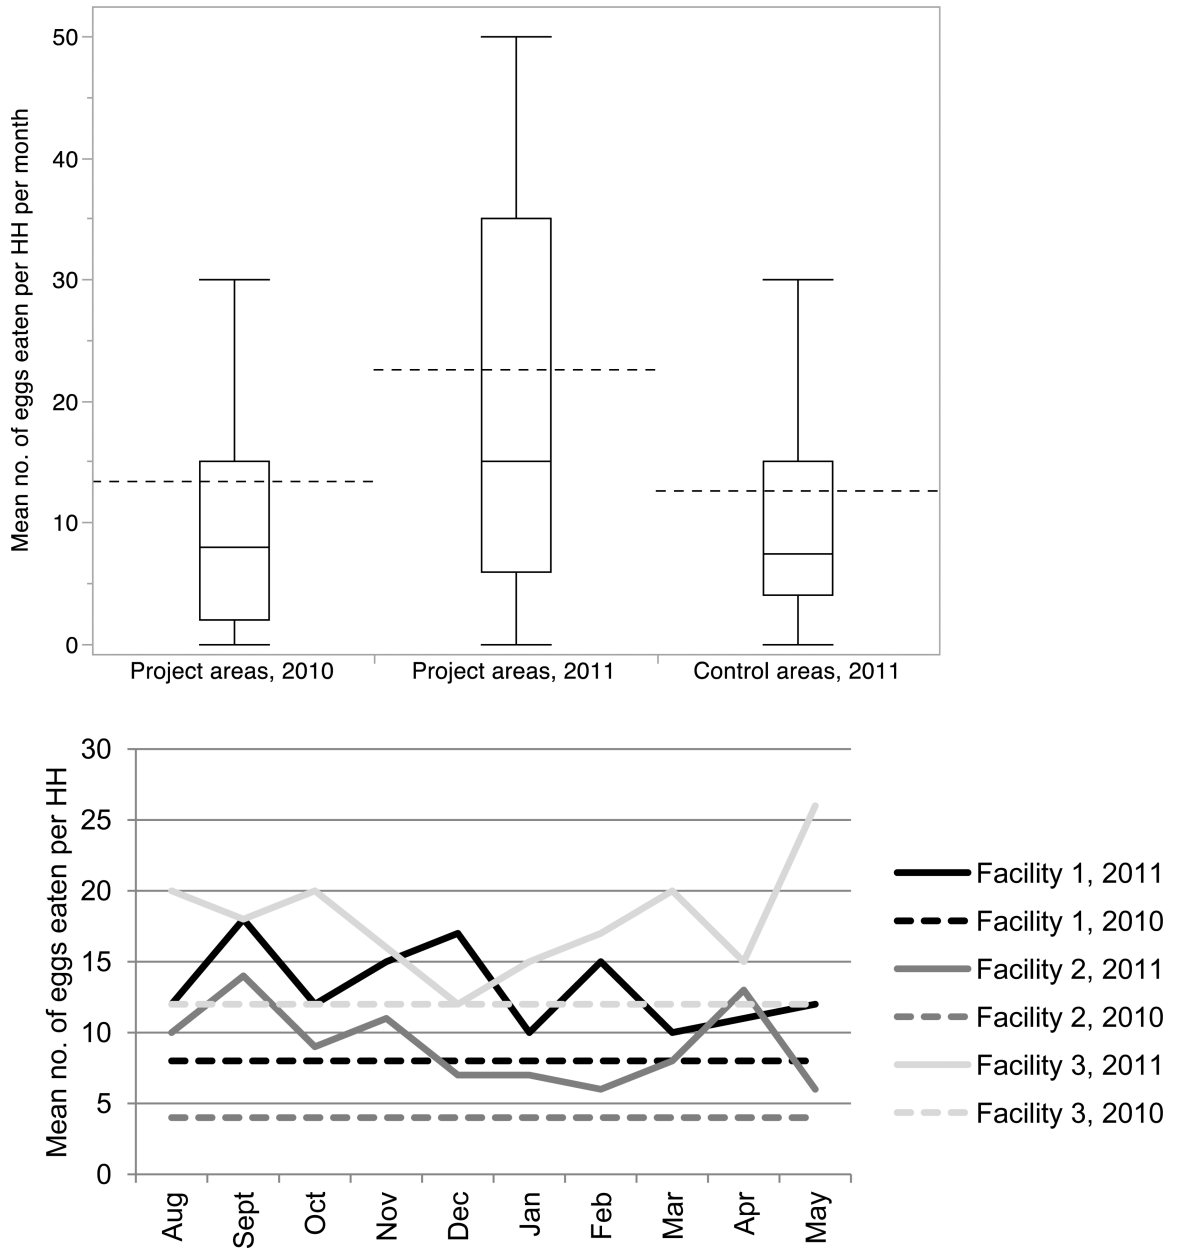 Mean no. of eggs eaten per HH per month
50
40
30
20
10
0
Project areas, 2010
Project areas, 2011
Control areas, 2011
Mean no. of eggs eaten per HH
30
25
20
15
10
5
0
Aug
Sept
Oct
Nov
Dec
Jan
Feb
Mar
Apr
May
Facility 1, 2011
Facility 1, 2010
Facility 2, 2011
Facility 2, 2010
Facility 3, 2011
Facility 3, 2010